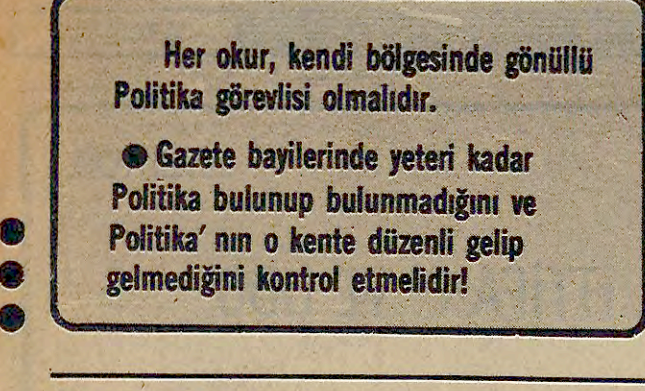 Her okur, kendi bölgesinde gönüllü
Politika görevlisi olmalıdır.
● Gazete bayilerinde yeteri kadar
Politika bulunup bulunmadığını ve
Politika' nın o kente düzenli gelip
gelmediğini kontrol etmelidir!